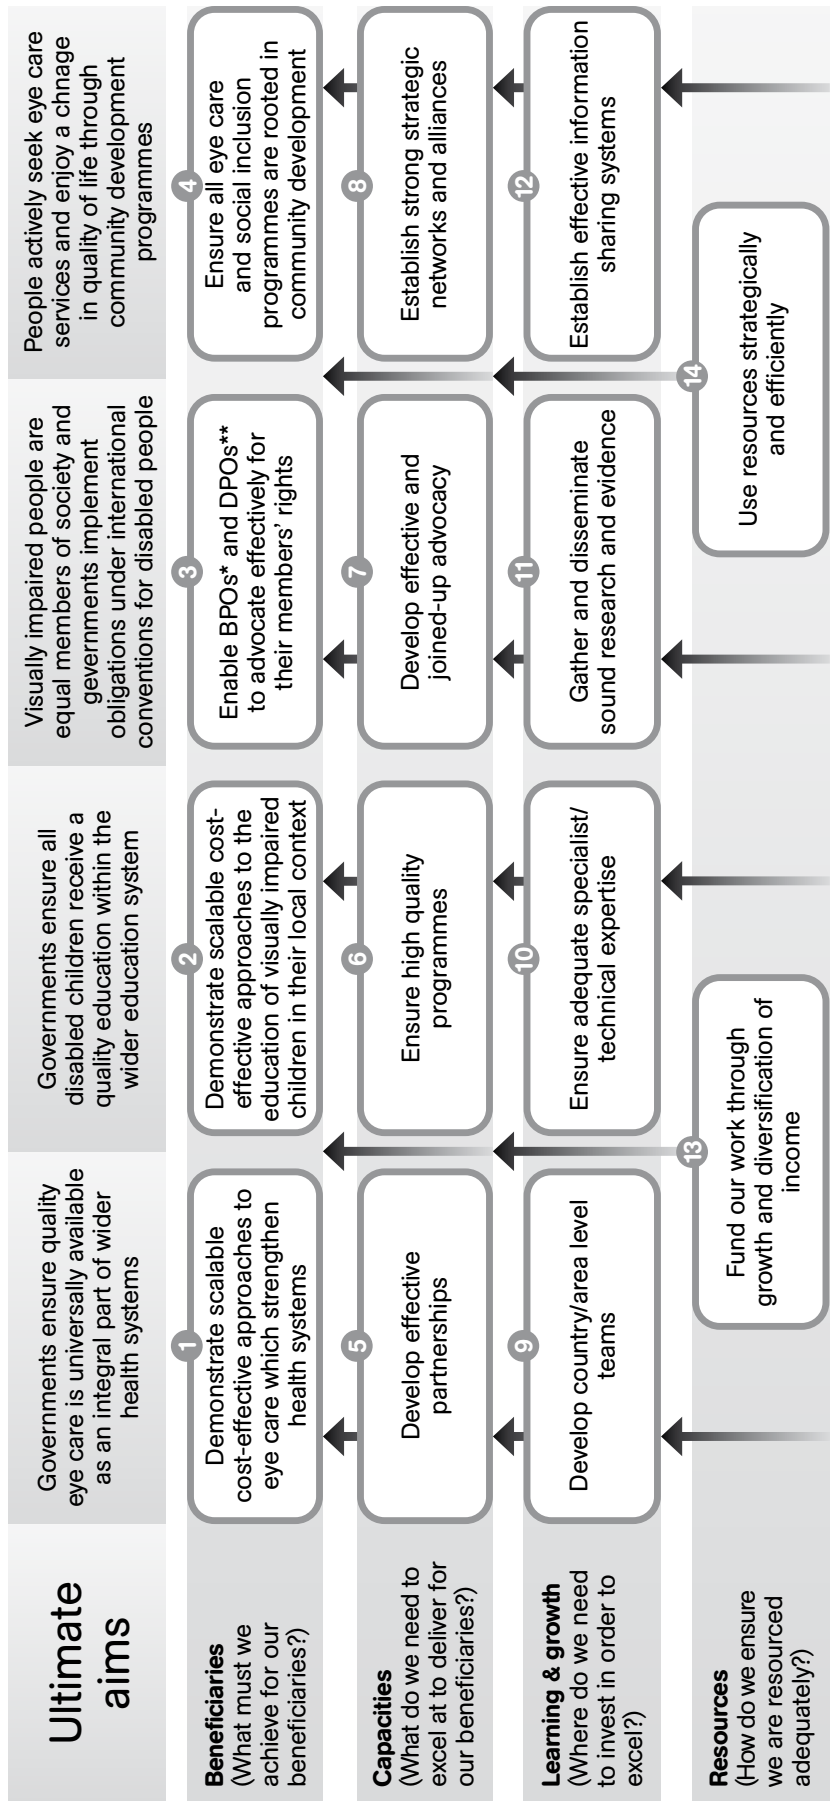 Ultimate
aims
Governments ensure quality
eye care is universally available
as an integral part of wider
health systems
Governments ensure all
disabled children receive a
quality education within the
wider education system
Visually impaired people are
equal members of society and
gevernments implement
obligations under international
conventions for disabled people
People actively seek eye care
services and enjoy a chnage
in quality of life through
community development
programmes
Beneficiaries
(What must we
achieve for our
beneficiaries?)
1
Demonstrate scalable
cost-effective approaches to
eye care which strengthen
health systems
2
Demonstrate scalable cost-
effective approaches to the
education of visually impaired
children in their local context
3
Enable BPOs* and DPOs**
to advocate effectively for
their members’ rights
4
Ensure all eye care
and social inclusion
programmes are rooted in
community development
Capacities
(What do we need to
excel at to deliver for
our beneficiaries?)
5
Develop effective
partnerships
6
Ensure high quality
programmes
7
Develop effective and
joined-up advocacy
8
Establish strong strategic
networks and alliances
Learning & growth
(Where do we need
to invest in order to
excel?)
9
Develop country/area level
teams
10
Ensure adequate specialist/
technical expertise
11
Gather and disseminate
sound research and evidence
12
Establish effective information
sharing systems
Resources
(How do we ensure
we are resourced
adequately?)
13
Fund our work through
growth and diversification of
income
14
Use resources strategically
and efficiently